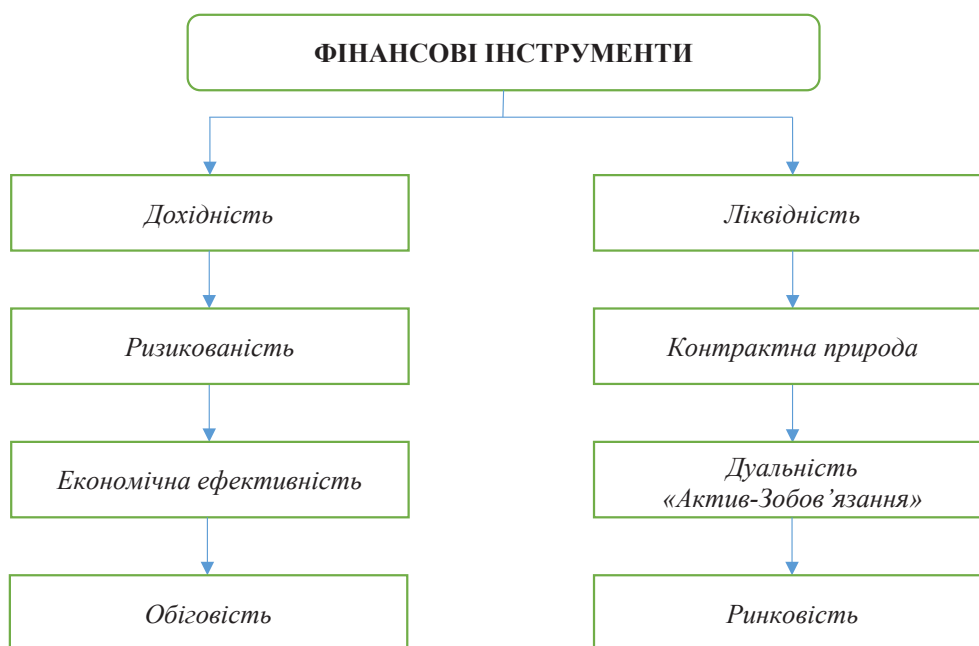 ФІНАНСОВІ ІНСТРУМЕНТИ
Дохідність
Ліквідність
Ризикованість
Контрактна природа
Економічна ефективність
Дуальність
«Актив-Зобов’язання»
Обіговість
Ринковість